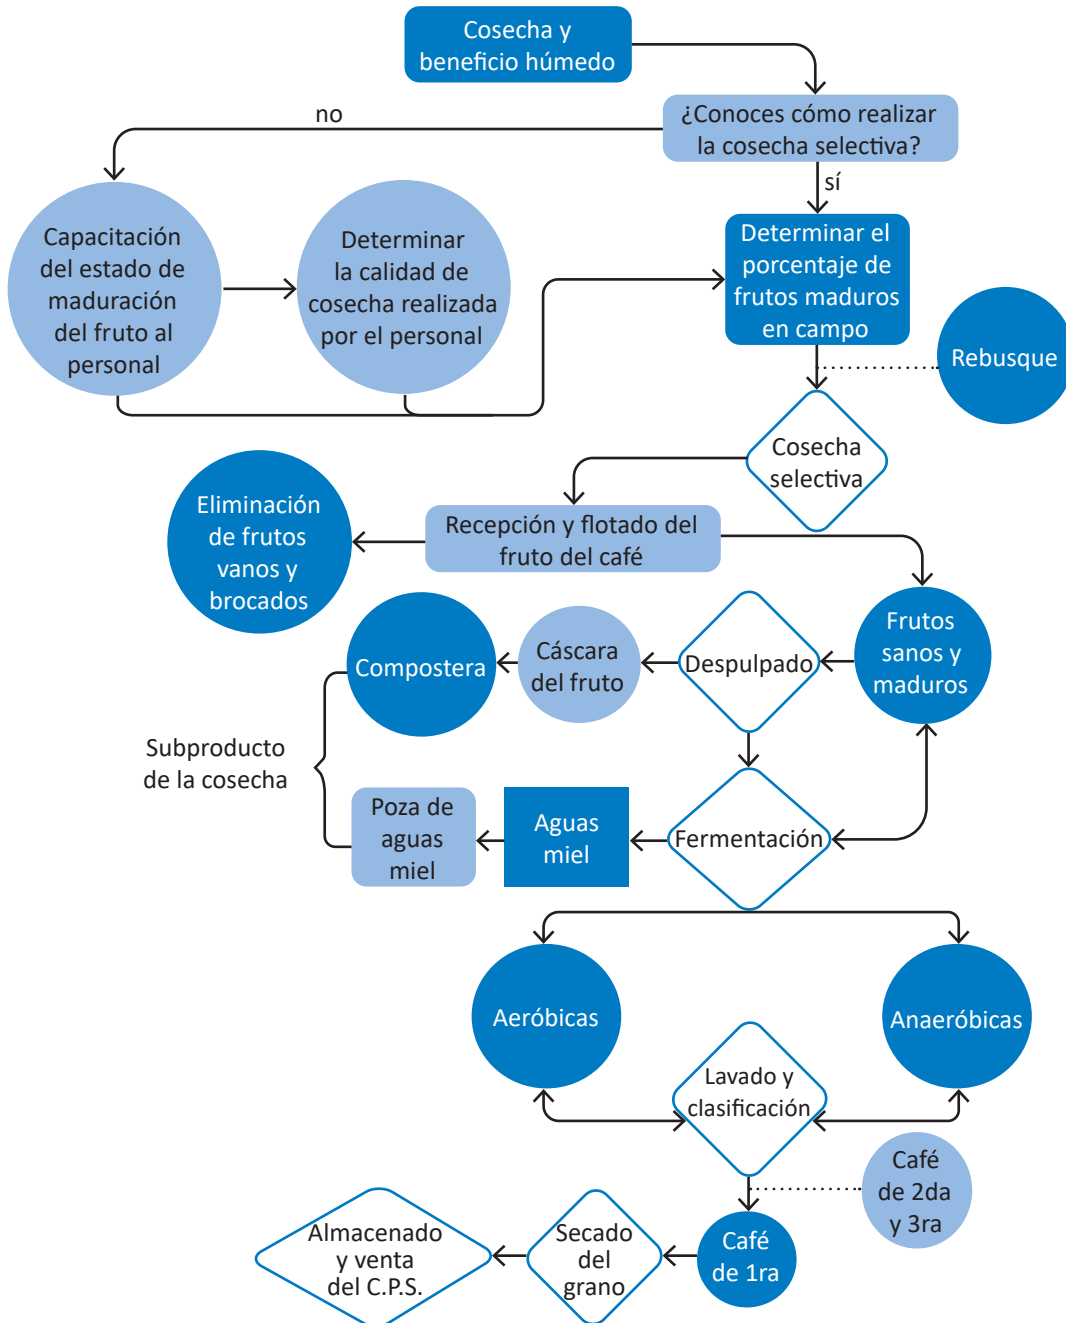 Cosecha y
beneficio húmedo
¿Conoces cómo realizar
la cosecha selectiva?
no
sí
Capacitación
del estado de
maduración
del fruto al
personal
Determinar
la calidad de
cosecha realizada
por el personal
Determinar el
porcentaje de
frutos maduros
en campo
Rebusque
Cosecha
selectiva
Eliminación
de frutos
vanos y
brocados
Recepción y flotado del
fruto del café
Frutos
sanos y
maduros
Despulpado
Cáscara
del fruto
Compostera
Subproducto
de la cosecha
Poza de
aguas
miel
Aguas
miel
Fermentación
Aeróbicas
Anaeróbicas
Lavado y
clasificación
Café
de 2da
y 3ra
Café
de 1ra
Secado
del
grano
Almacenado
y venta
del C.P.S.